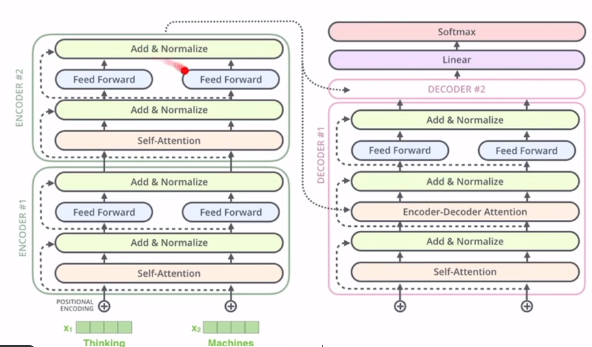 ENCODER #2
Add & Normalize
Feed Forward
Feed Forward
Add & Normalize
Self-Attention
ENCODER #1
Add & Normalize
Feed Forward
Feed Forward
Add & Normalize
Self-Attention
POSITIONAL
ENCODING
x1
x2
Thinking
Machines
Softmax
Linear
DECODER #2
DECODER #1
Add & Normalize
Feed Forward
Feed Forward
Add & Normalize
Encoder-Decoder Attention
Add & Normalize
Self-Attention